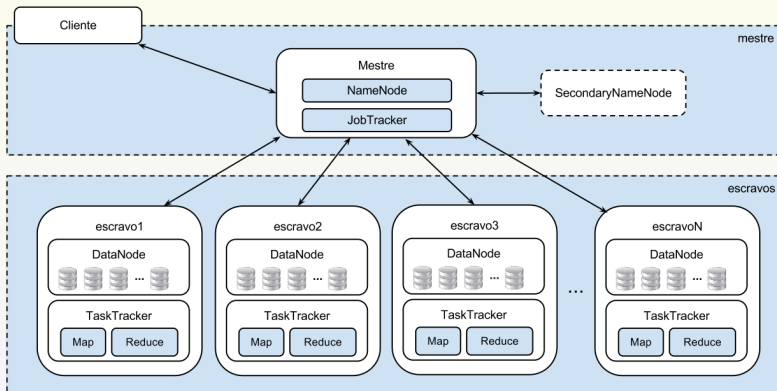 Cliente
mestre
Mestre
NameNode
SecondaryNameNode
JobTracker
escravos
escravo1
DataNode
...
TaskTracker
Map Reduce
escravo2
DataNode
...
TaskTracker
Map Reduce
escravo3
DataNode
...
TaskTracker
Map Reduce
...
escravoN
DataNode
...
TaskTracker
Map Reduce